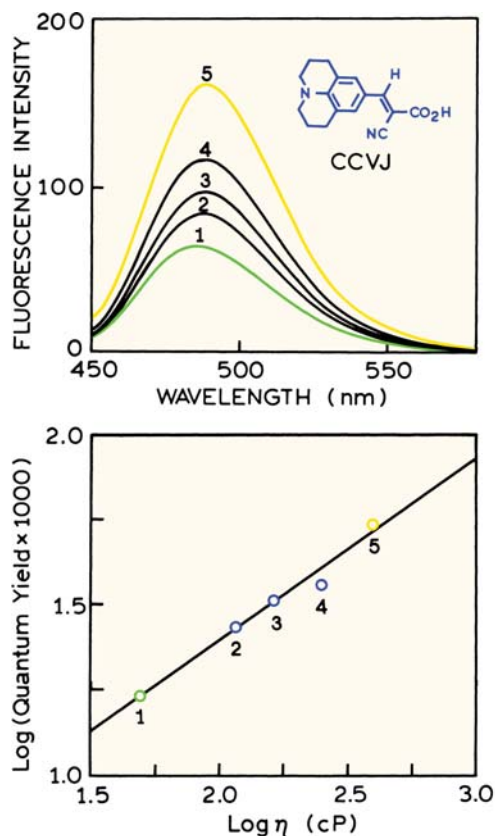 200
100
0
FLUORESCENCE INTENSITY
5
4
3
2
1
N
H
CO₂H
NC
CCVJ
450
500
550
WAVELENGTH (nm)
2.0
1.5
1.0
Log (Quantum Yield×1000)
1
2
3
4
5
1.5
2.0
2.5
3.0
Log η (cP)